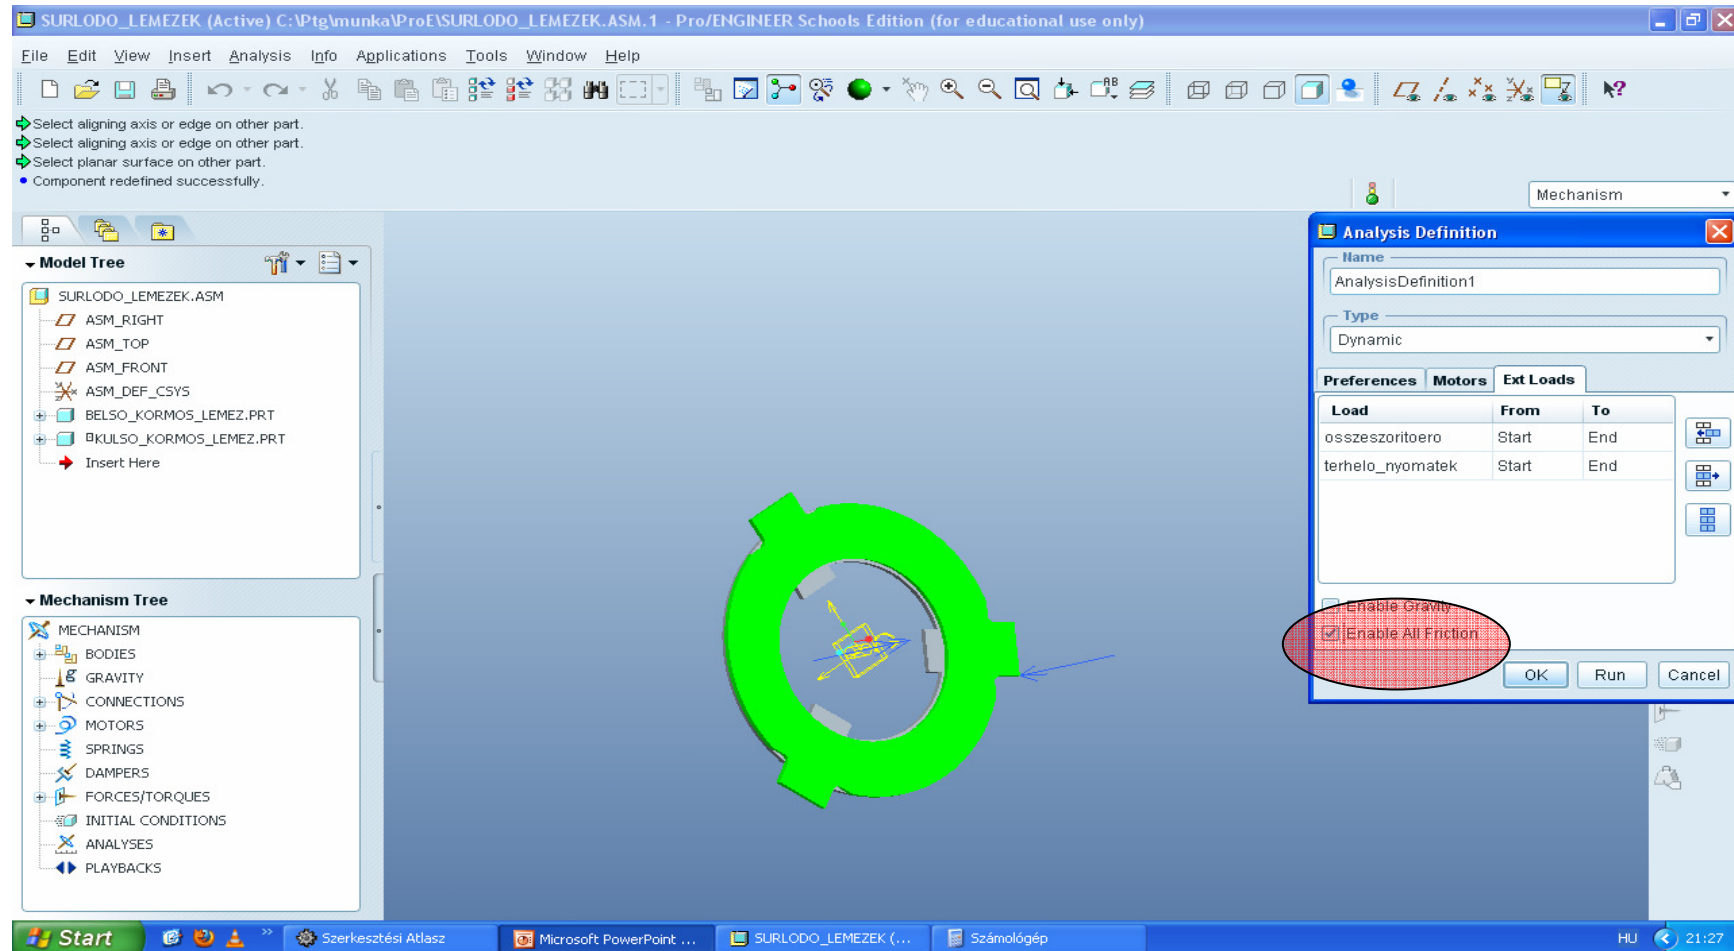 SURLODO_LEMEZEK (Active) C:\Ptg\munka\ProE\SURLODO_LEMEZEK.ASM.1 - Pro/ENGINEER Schools Edition (for educational use only)
File Edit View Insert Analysis Info Applications Tools Window Help
Select aligning axis or edge on other part.
Select aligning axis or edge on other part.
Select planar surface on other part.
Component redefined successfully.
Mechanism
Model Tree
SURLODO_LEMEZEK.ASM
ASM_RIGHT
ASM_TOP
ASM_FRONT
ASM_DEF_CSYS
BELSO_KORMOS_LEMEZ.PRT
KULSO_KORMOS_LEMEZ.PRT
Insert Here
Mechanism Tree
MECHANISM
BODIES
GRAVITY
CONNECTIONS
MOTORS
SPRINGS
DAMPERS
FORCES/TORQUES
INITIAL CONDITIONS
ANALYSES
PLAYBACKS
Analysis Definition
Name
AnalysisDefinition1
Type
Dynamic
Preferences Motors Ext Loads
Load From To
osszeszoritoero Start End
terhelo_nyomatek Start End
Enable Gravity
Enable All Friction
OK Run Cancel
Start Szerkesztési Atlasz Microsoft PowerPoint ... SURLODO_LEMEZEK (... Számológép HU 21:27